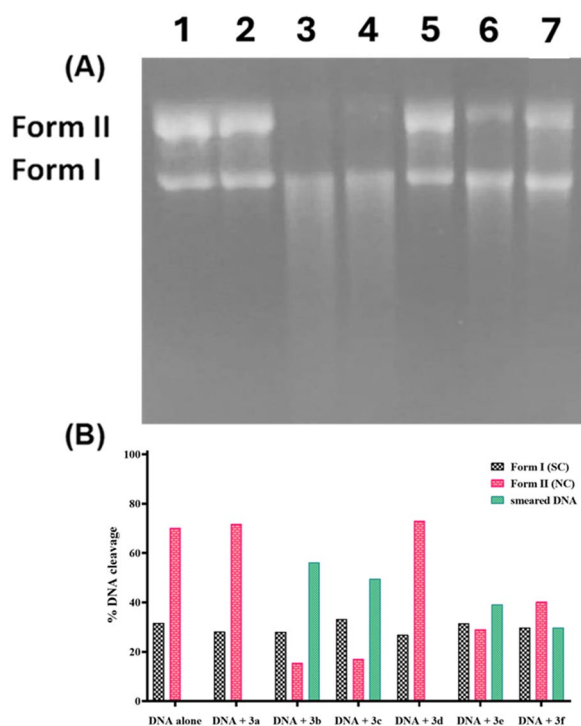 1 2 3 4 5 6 7
(A)
Form II
Form I
(B)
100
80
60
40
20
0
% DNA cleavage
Form I (SC)
Form II (NC)
smeared DNA
DNA alone DNA + 3a DNA + 3b DNA + 3c DNA + 3d DNA + 3e DNA + 3f